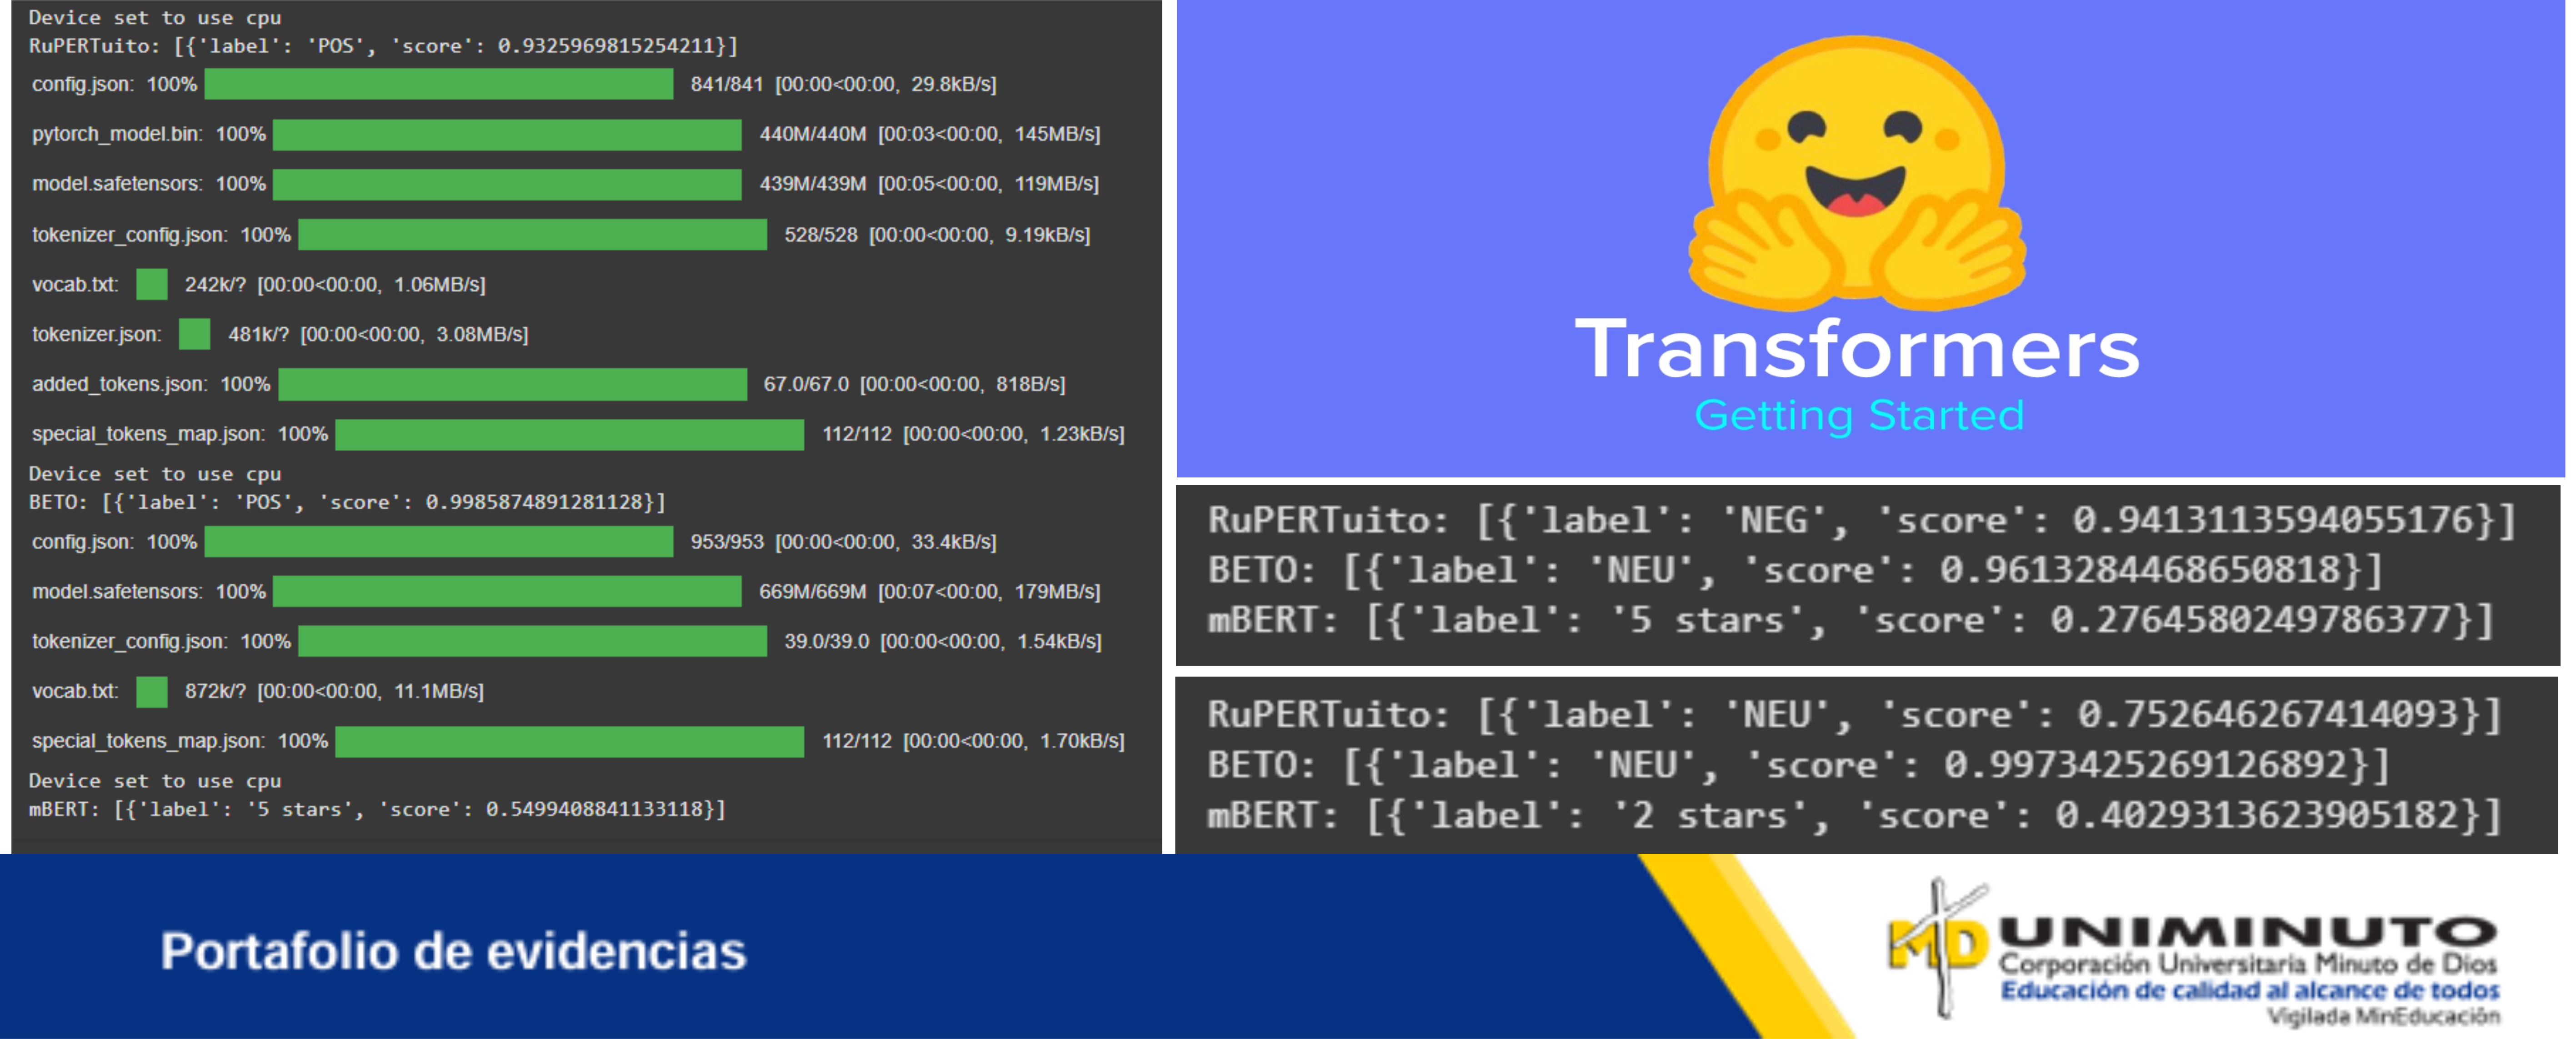 Device set to use cpu
RuPERTuito: [{'label': 'POS', 'score': 0.9325969815254211}]
config.json: 100% 841/841 [00:00<00:00, 29.8kB/s]
pytorch_model.bin: 100% 440M/440M [00:03<00:00, 145MB/s]
model.safetensors: 100% 439M/439M [00:05<00:00, 119MB/s]
tokenizer_config.json: 100% 528/528 [00:00<00:00, 9.19kB/s]
vocab.txt: 242k/? [00:00<00:00, 1.06MB/s]
tokenizer.json: 481k/? [00:00<00:00, 3.08MB/s]
added_tokens.json: 100% 67.0/67.0 [00:00<00:00, 818B/s]
special_tokens_map.json: 100% 112/112 [00:00<00:00, 1.23kB/s]
Device set to use cpu
BETO: [{'label': 'POS', 'score': 0.9985874891281128}]
config.json: 100% 953/953 [00:00<00:00, 33.4kB/s]
model.safetensors: 100% 669M/669M [00:07<00:00, 179MB/s]
tokenizer_config.json: 100% 39.0/39.0 [00:00<00:00, 1.54kB/s]
vocab.txt: 872k/? [00:00<00:00, 11.1MB/s]
special_tokens_map.json: 100% 112/112 [00:00<00:00, 1.70kB/s]
Device set to use cpu
mBERT: [{'label': '5 stars', 'score': 0.5499408841133118}]
Transformers
Getting Started
RuPERTuito: [{'label': 'NEG', 'score': 0.9413113594055176}]
BETO: [{'label': 'NEU', 'score': 0.9613284468650818}]
mBERT: [{'label': '5 stars', 'score': 0.2764580249786377}]
RuPERTuito: [{'label': 'NEU', 'score': 0.752646267414093}]
BETO: [{'label': 'NEU', 'score': 0.9973425269126892}]
mBERT: [{'label': '2 stars', 'score': 0.4029313623905182}]
Portafolio de evidencias
MD UNIMINUTO
Corporación Universitaria Minuto de Dios
Educación de calidad al alcance de todos
Vigilada MinEducación